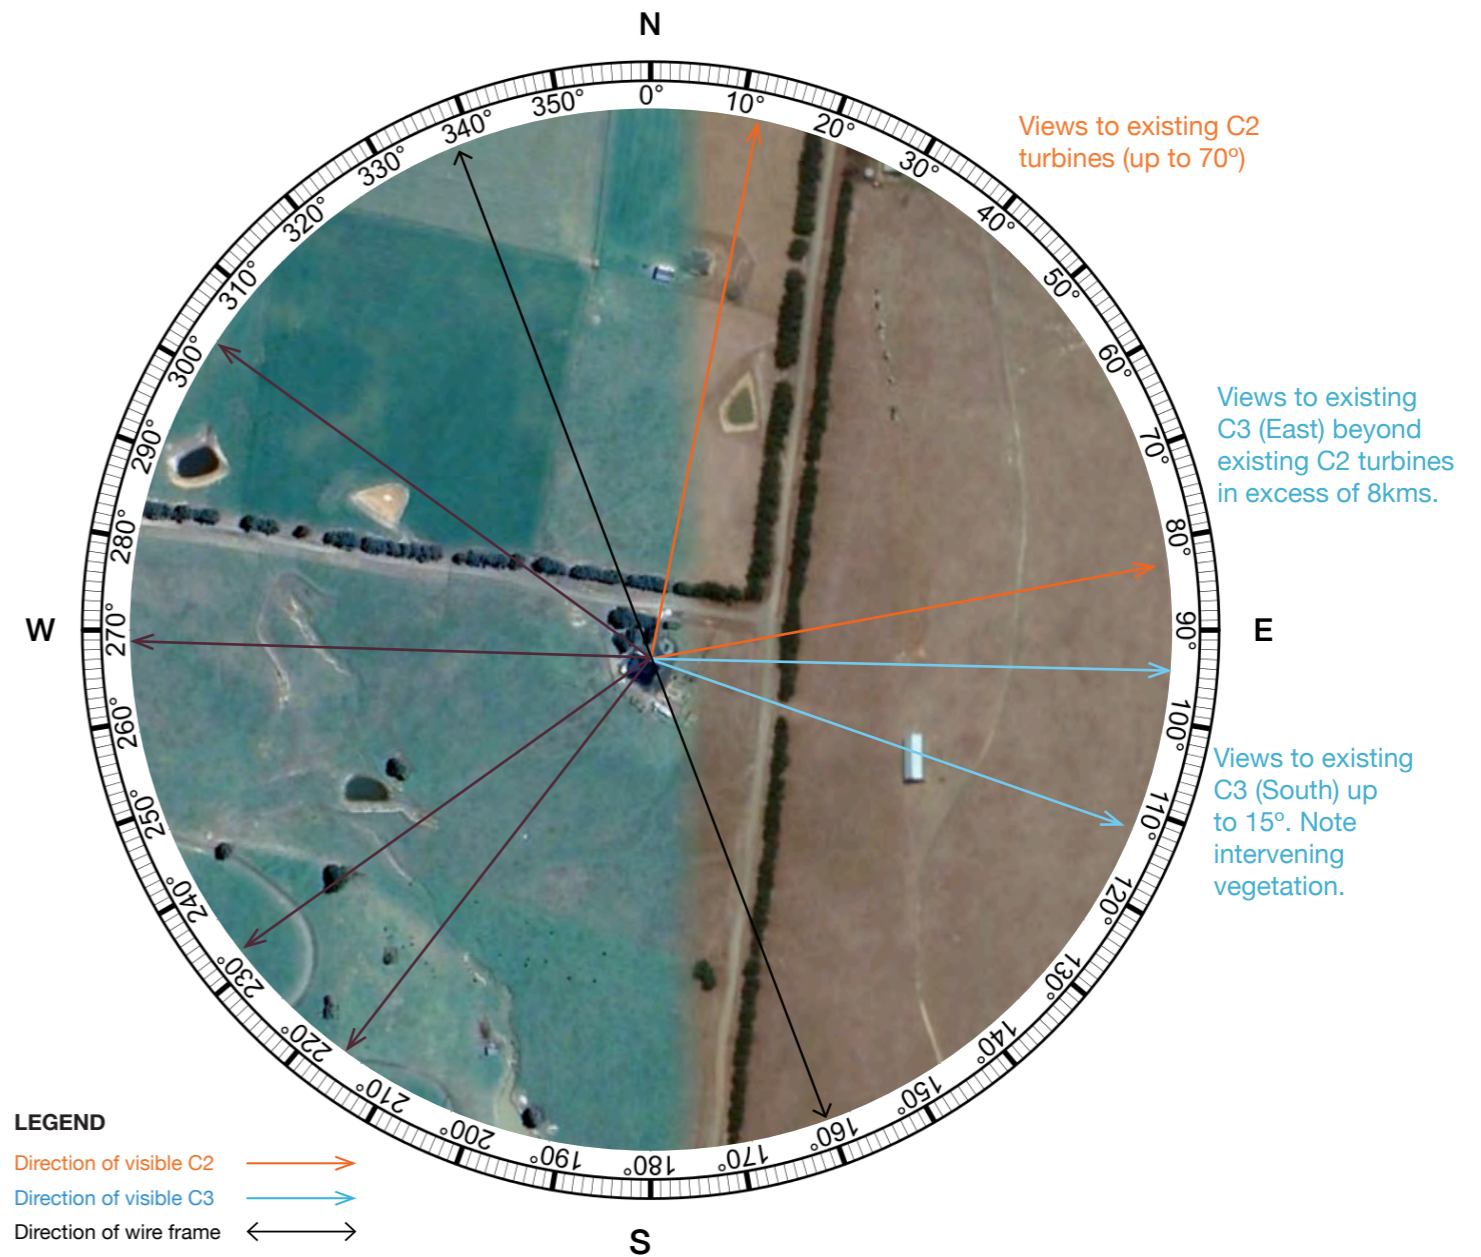 N
0°
10°
20°
30°
40°
50°
60°
70°
80°
90°
100°
110°
120°
130°
140°
150°
160°
170°
180°
190°
200°
210°
220°
230°
240°
250°
260°
270°
280°
290°
300°
310°
320°
330°
340°
350°
W
E
S
Views to existing C2
turbines (up to 70º)
Views to existing
C3 (East) beyond
existing C2 turbines
in excess of 8kms.
Views to existing
C3 (South) up
to 15º. Note
intervening
vegetation.
LEGEND
Direction of visible C2
Direction of visible C3
Direction of wire frame